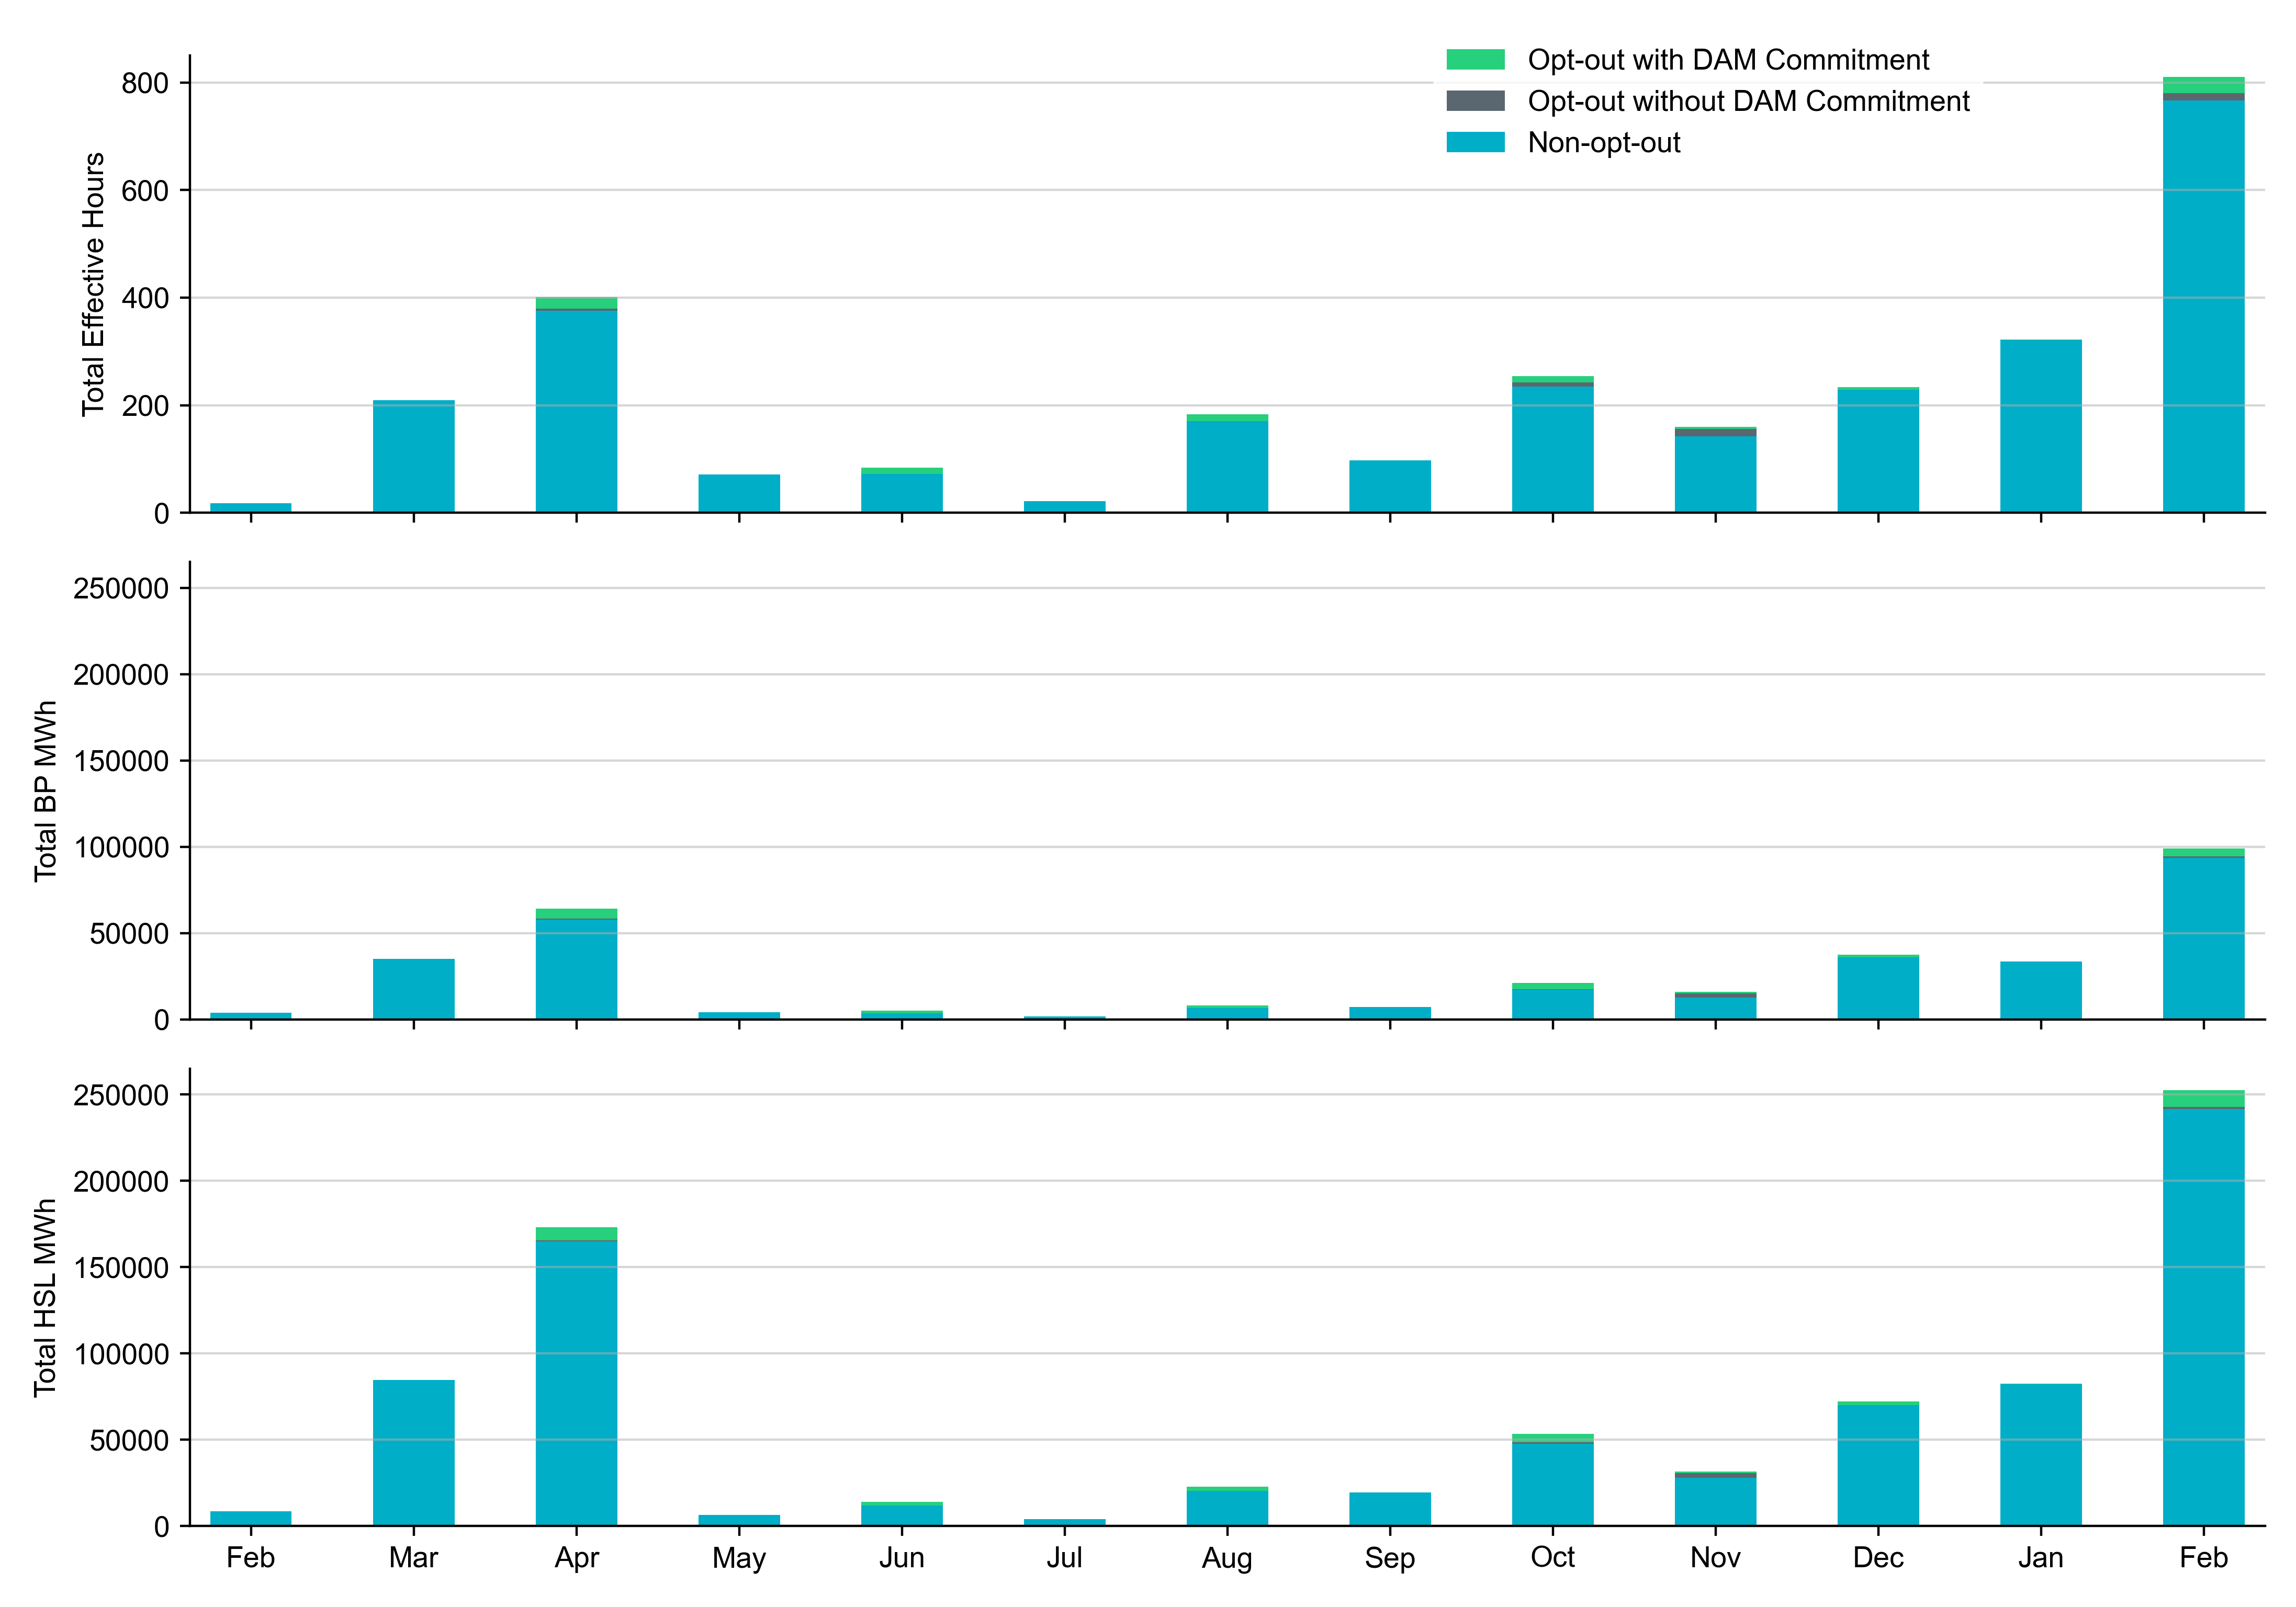 Opt-out with DAM Commitment
Opt-out without DAM Commitment
Non-opt-out
Total Effective Hours
800
600
400
200
0
Total BP MWh
250000
200000
150000
100000
50000
0
Total HSL MWh
250000
200000
150000
100000
50000
0
Feb Mar Apr May Jun Jul Aug Sep Oct Nov Dec Jan Feb